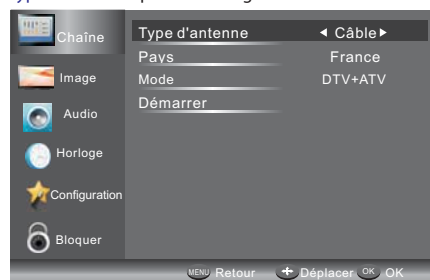 Chaîne
Image
Audio
Horloge
Configuration
Bloquer
Type d'antenne Câble
Pays France
Mode DTV+ATV
Démarrer
MENU Retour Déplacer OK OK